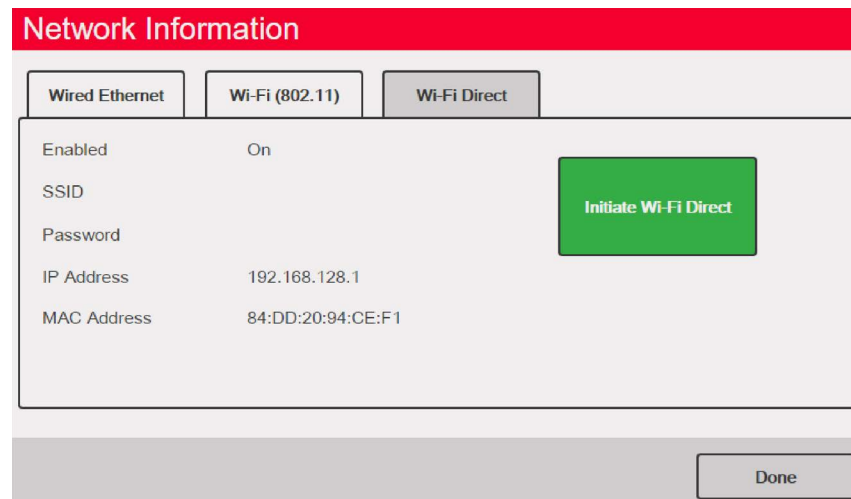 Network Information
Wired Ethernet Wi-Fi (802.11) Wi-Fi Direct
Enabled On
SSID
Initiate Wi-Fi Direct
Password
IP Address 192.168.128.1
MAC Address 84:DD:20:94:CE:F1
Done